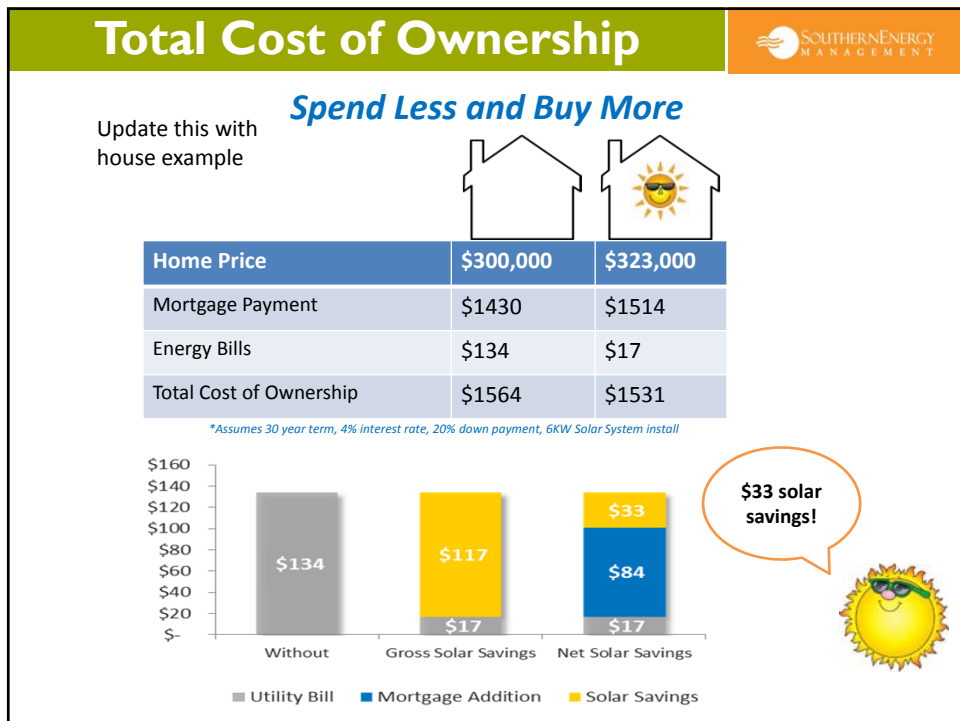 Total Cost of Ownership
SOUTHERNENERGY
MANAGEMENT
Spend Less and Buy More
Update this with
house example
Home Price $300,000 $323,000
Mortgage Payment $1430 $1514
Energy Bills $134 $17
Total Cost of Ownership $1564 $1531
*Assumes 30 year term, 4% interest rate, 20% down payment, 6KW Solar System install
$160
$140
$120
$100
$80
$60
$40
$20
$-
$134
$117
$17
$33
$84
$17
Without Gross Solar Savings Net Solar Savings
Utility Bill Mortgage Addition Solar Savings
$33 solar
savings!